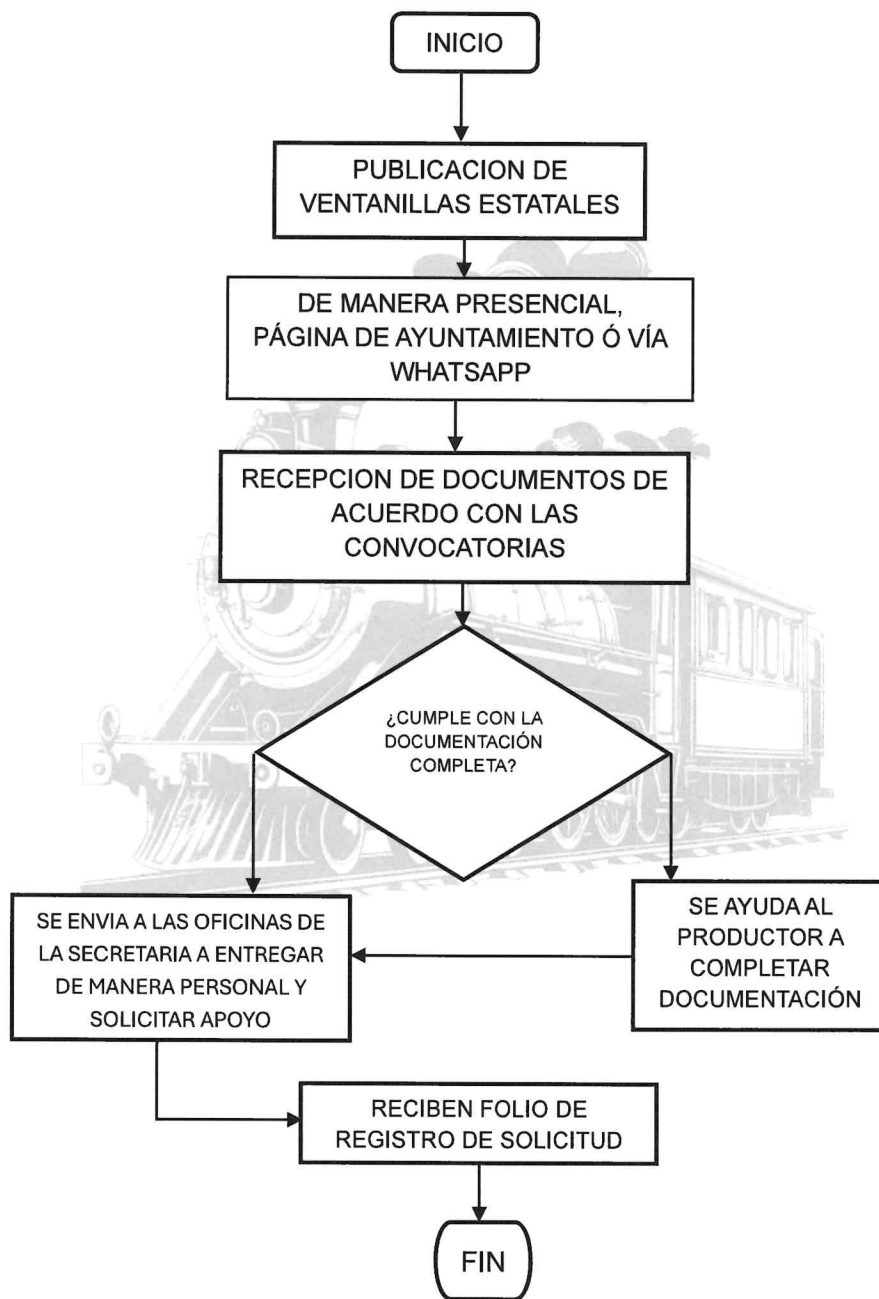 INICIO
PUBLICACION DE
VENTANILLAS ESTATALES
DE MANERA PRESENCIAL,
PÁGINA DE AYUNTAMIENTO Ó VÍA
WHATSAPP
RECEPCION DE DOCUMENTOS DE
ACUERDO CON LAS
CONVOCATORIAS
¿CUMPLE CON LA
DOCUMENTACIÓN
COMPLETA?
SE ENVIA A LAS OFICINAS DE
LA SECRETARIA A ENTREGAR
DE MANERA PERSONAL Y
SOLICITAR APOYO
SE AYUDA AL
PRODUCTOR A
COMPLETAR
DOCUMENTACIÓN
RECIBEN FOLIO DE
REGISTRO DE SOLICITUD
FIN